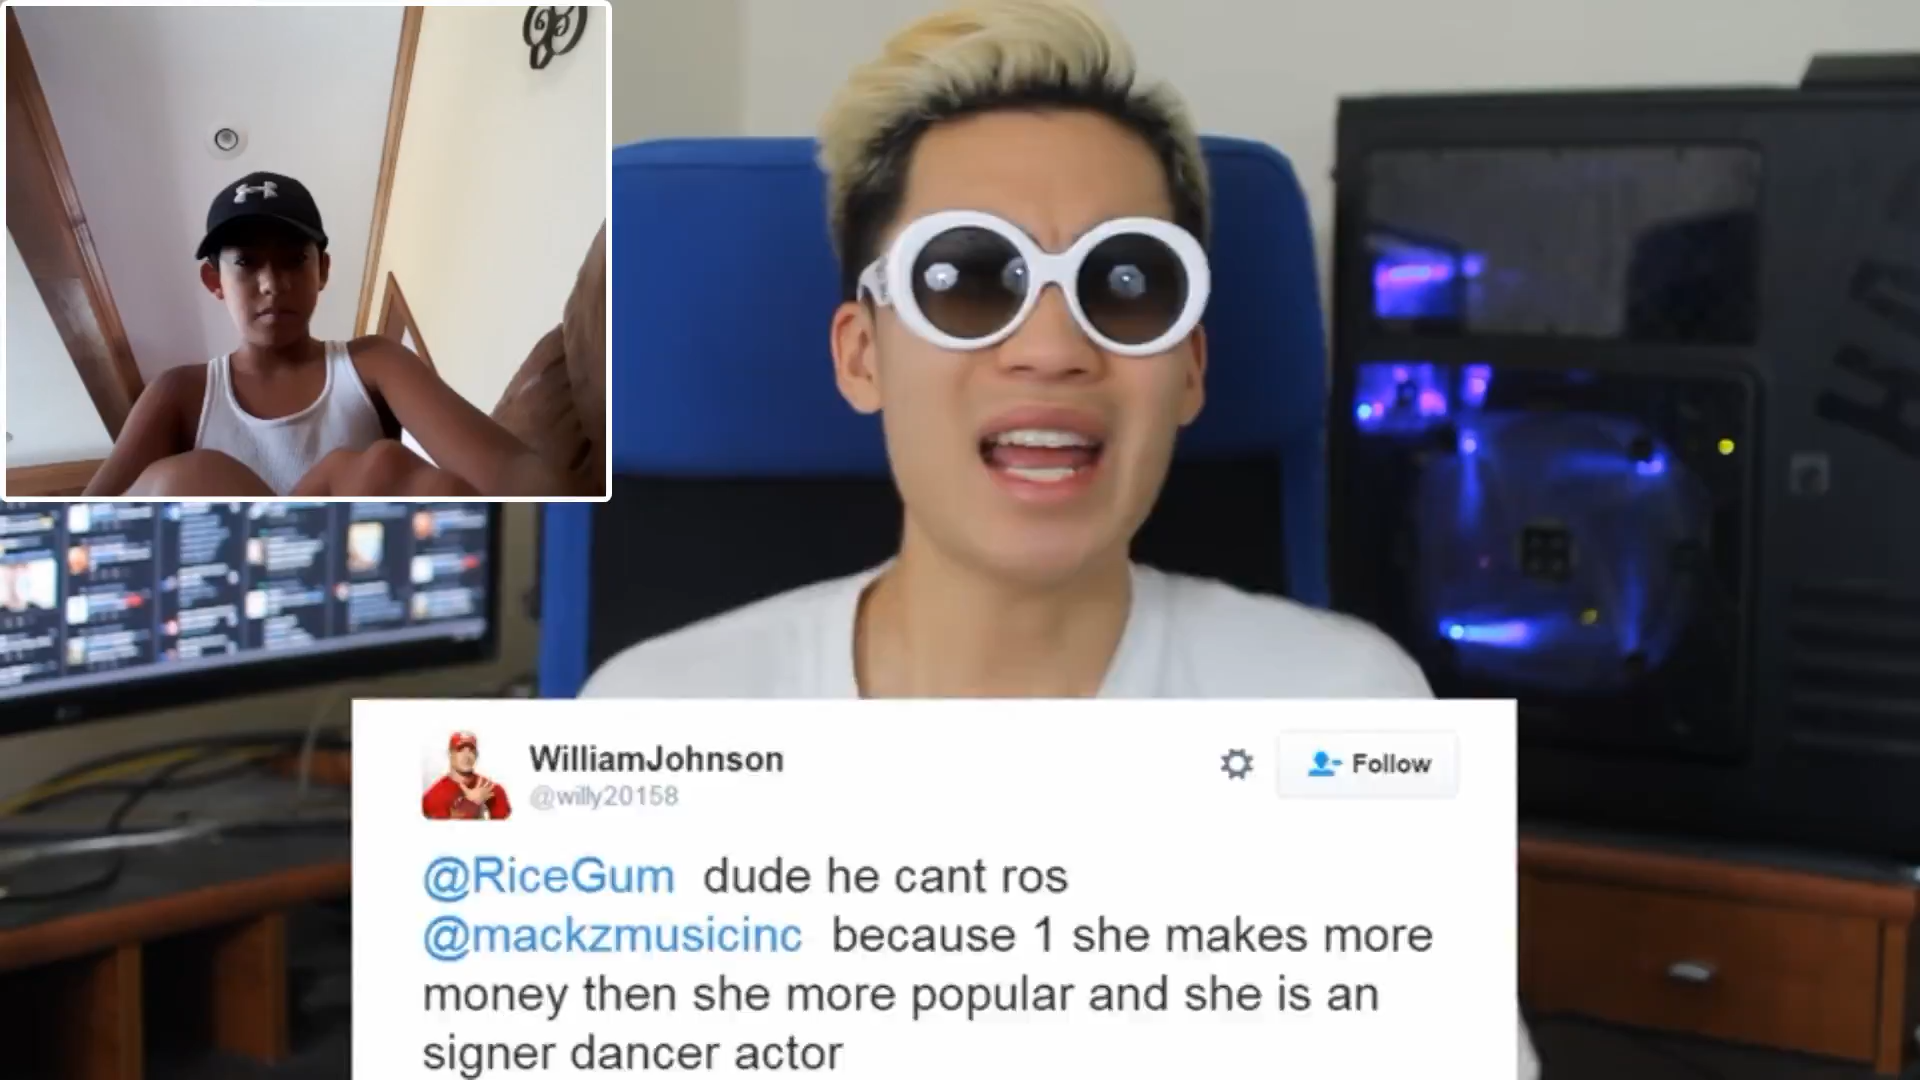 WilliamJohnson
Follow
@willy20158
@RiceGum dude he cant ros
@mackzmusicinc because 1 she makes more
money then she more popular and she is an
signer dancer actor